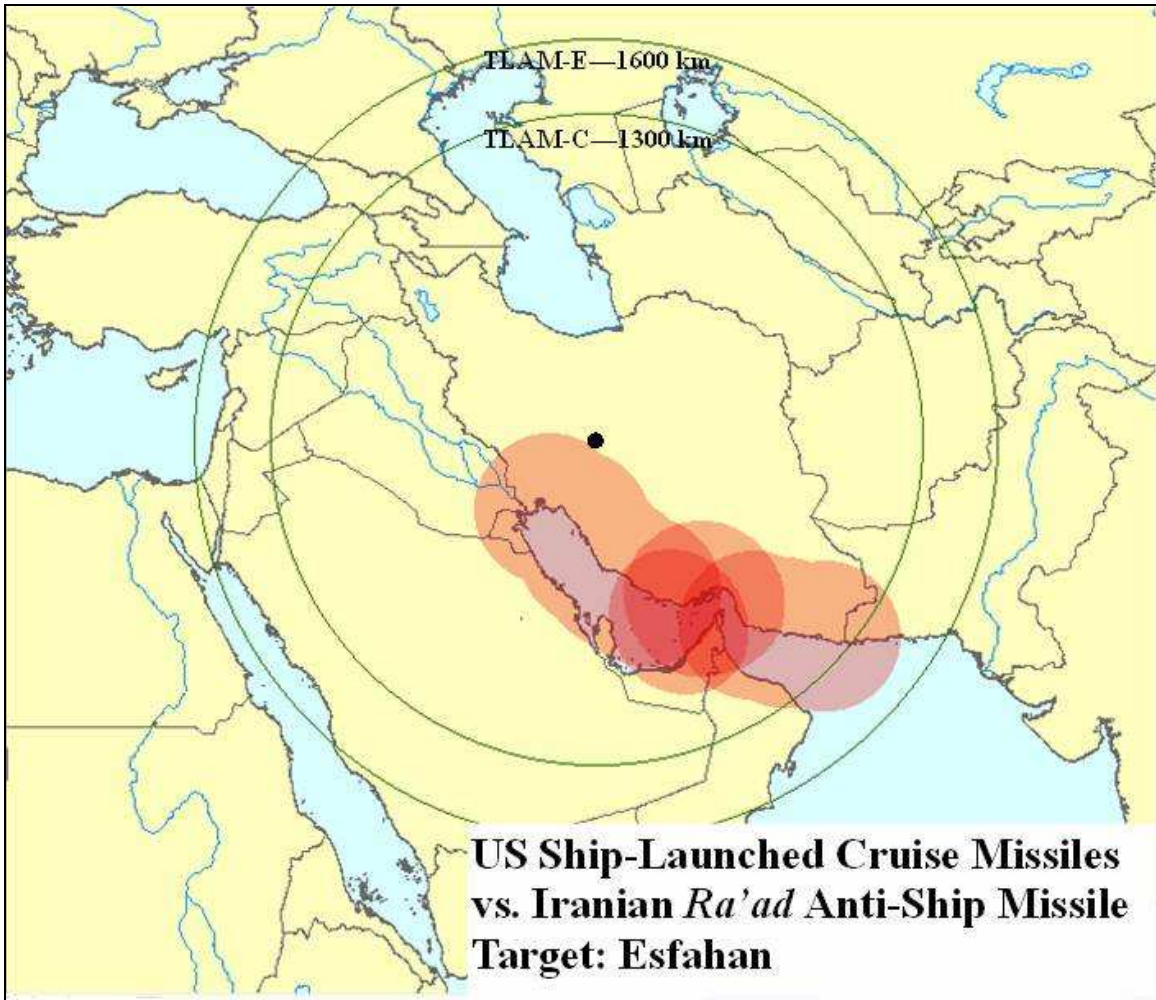 TLAM-E—1600 km
TLAM-C—1300 km
US Ship-Launched Cruise Missiles
vs. Iranian Ra’ad Anti-Ship Missile
Target: Esfahan